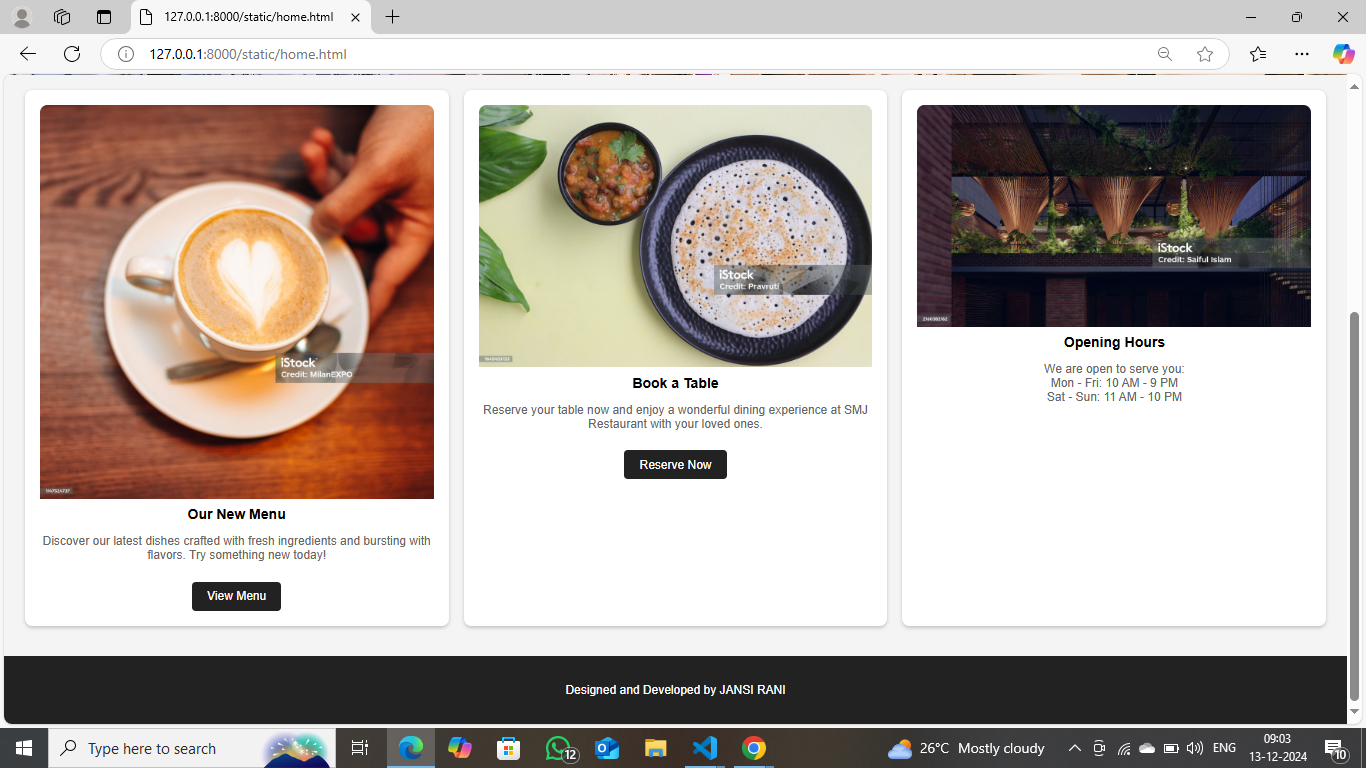 127.0.0.1:8000/static/home.html
127.0.0.1:8000/static/home.html
iStock
Credit: MilanEXPO
Our New Menu
Discover our latest dishes crafted with fresh ingredients and bursting with
flavors. Try something new today!
View Menu
iStock
Credit: Pravruti
Book a Table
Reserve your table now and enjoy a wonderful dining experience at SMJ
Restaurant with your loved ones.
Reserve Now
iStock
Credit: Saiful Islam
Opening Hours
We are open to serve you:
Mon - Fri: 10 AM - 9 PM
Sat - Sun: 11 AM - 10 PM
Designed and Developed by JANSI RANI
Type here to search
12
26°C Mostly cloudy
ENG
09:03
13-12-2024
10